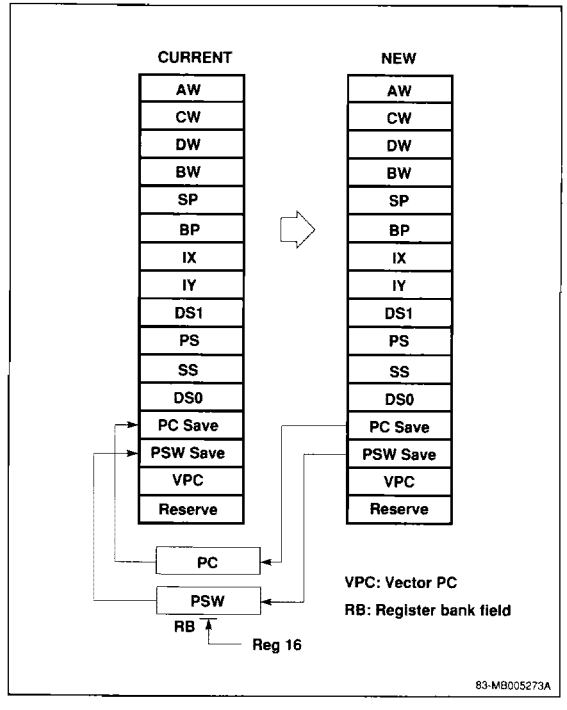 CURRENT
AW
CW
DW
BW
SP
BP
IX
IY
DS1
PS
SS
DS0
PC Save
PSW Save
VPC
Reserve
NEW
AW
CW
DW
BW
SP
BP
IX
IY
DS1
PS
SS
DS0
PC Save
PSW Save
VPC
Reserve
PC
PSW
RB
Reg 16
VPC: Vector PC
RB: Register bank field
83-MB005273A